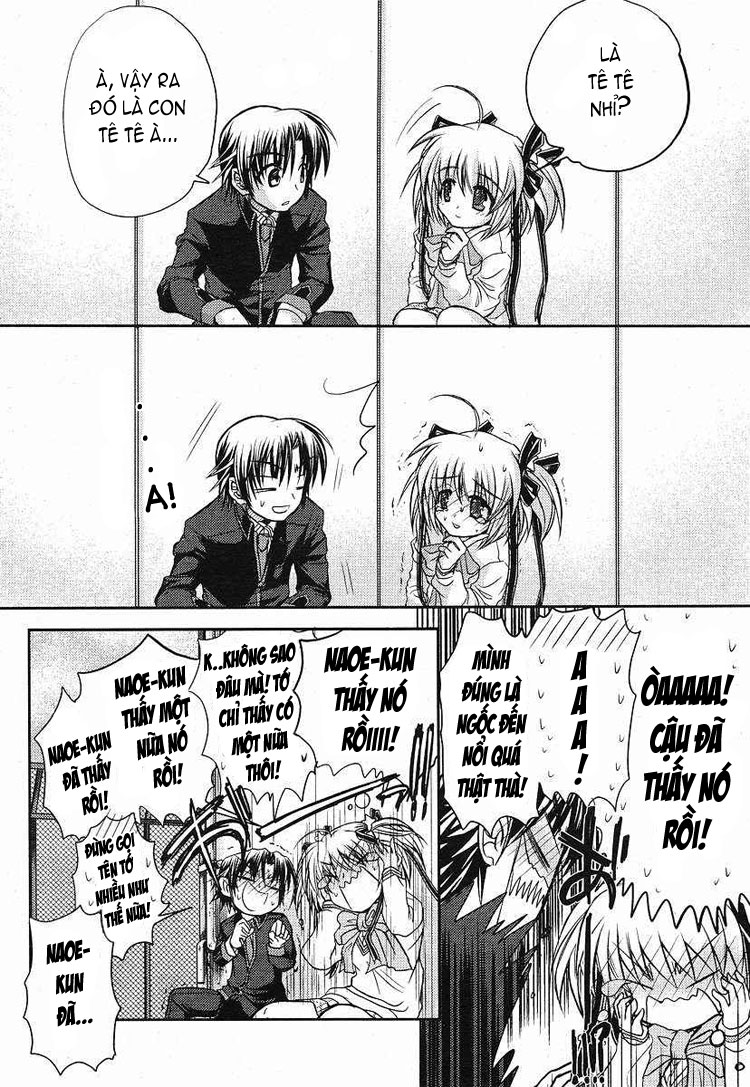 LÀ
TÊ TÊ
NHỈ?
À, VẬY RA
ĐÓ LÀ CON
TÊ TÊ À...
...
A!
ÒAAAAA!
CẬU ĐÃ
THẤY NÓ
RỒI!
A
A
A!
MÌNH
ĐÚNG LÀ
NGỐC ĐẾN
NỔI QUÁ
THẬT THÀ!
NAOE-KUN
THẤY NÓ
RỒIIII!
K..KHÔNG SAO
ĐÂU MÀ! TỚ
CHỈ THẤY CÓ
MỘT NỬA
THÔI!
NAOE-KUN
THẤY MỘT
NỬA NÓ
RỒI!
NAOE-KUN
ĐÃ THẤY
RỒI!
ĐỪNG GỌI
TÊN TỚ
NHIỀU NHƯ
THẾ NỮA!
NAOE-
KUN
ĐÃ...
!?